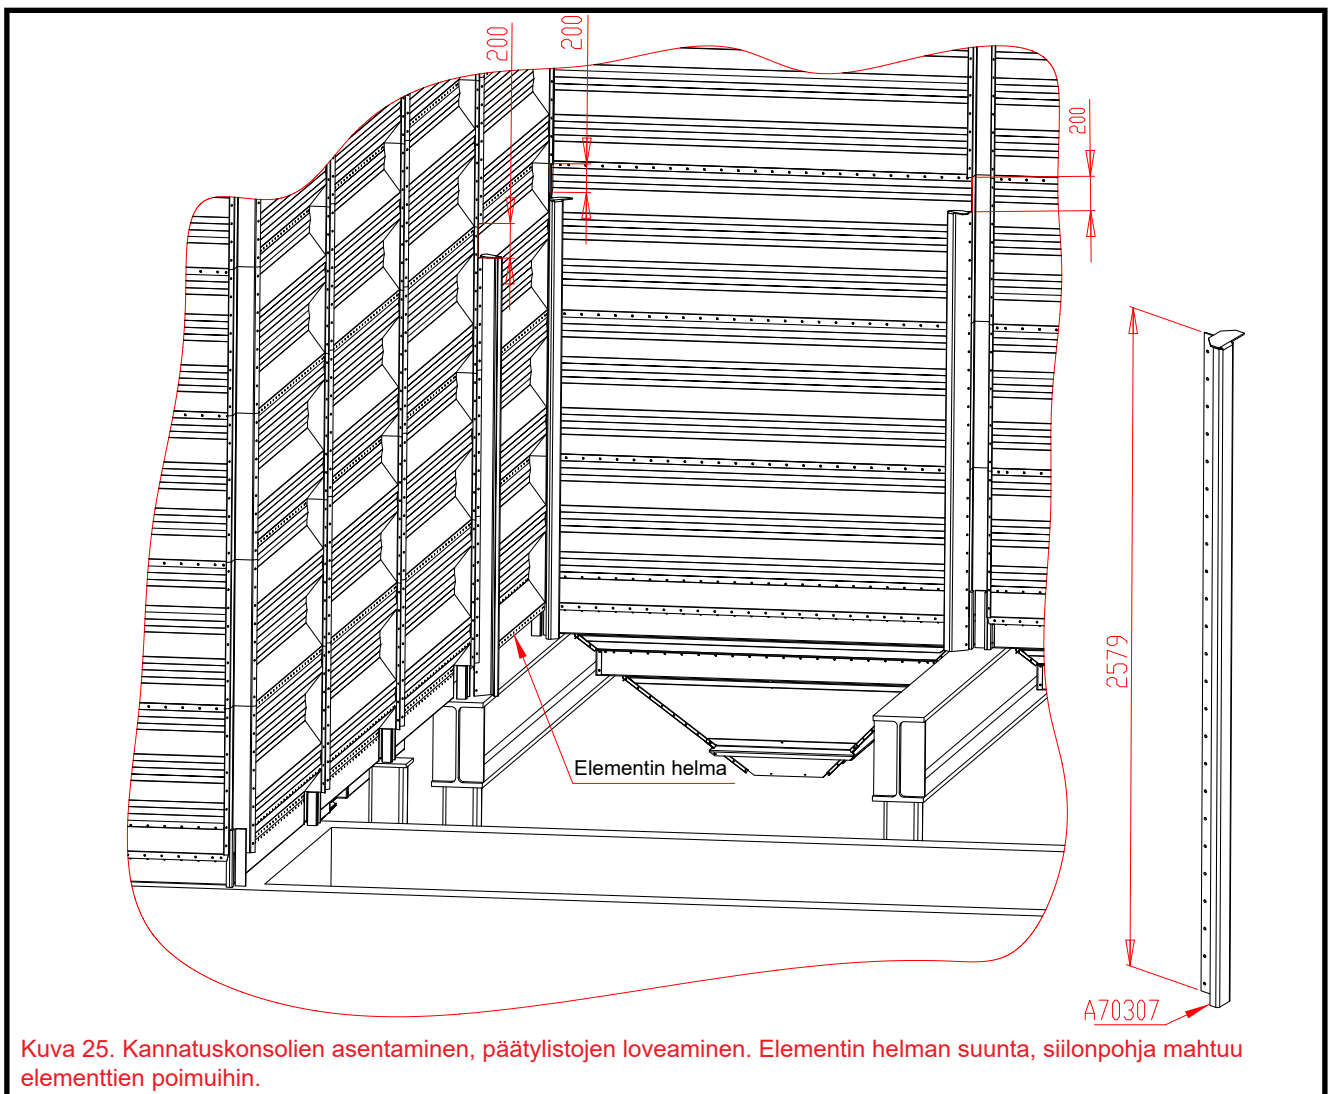 200
200
200
2579
Elementin helma
A70307
Kuva 25. Kannatuskonsolien asentaminen, päätylistojen loveaminen. Elementin helman suunta, siilonpohja mahtuu
elementtien poimuihin.